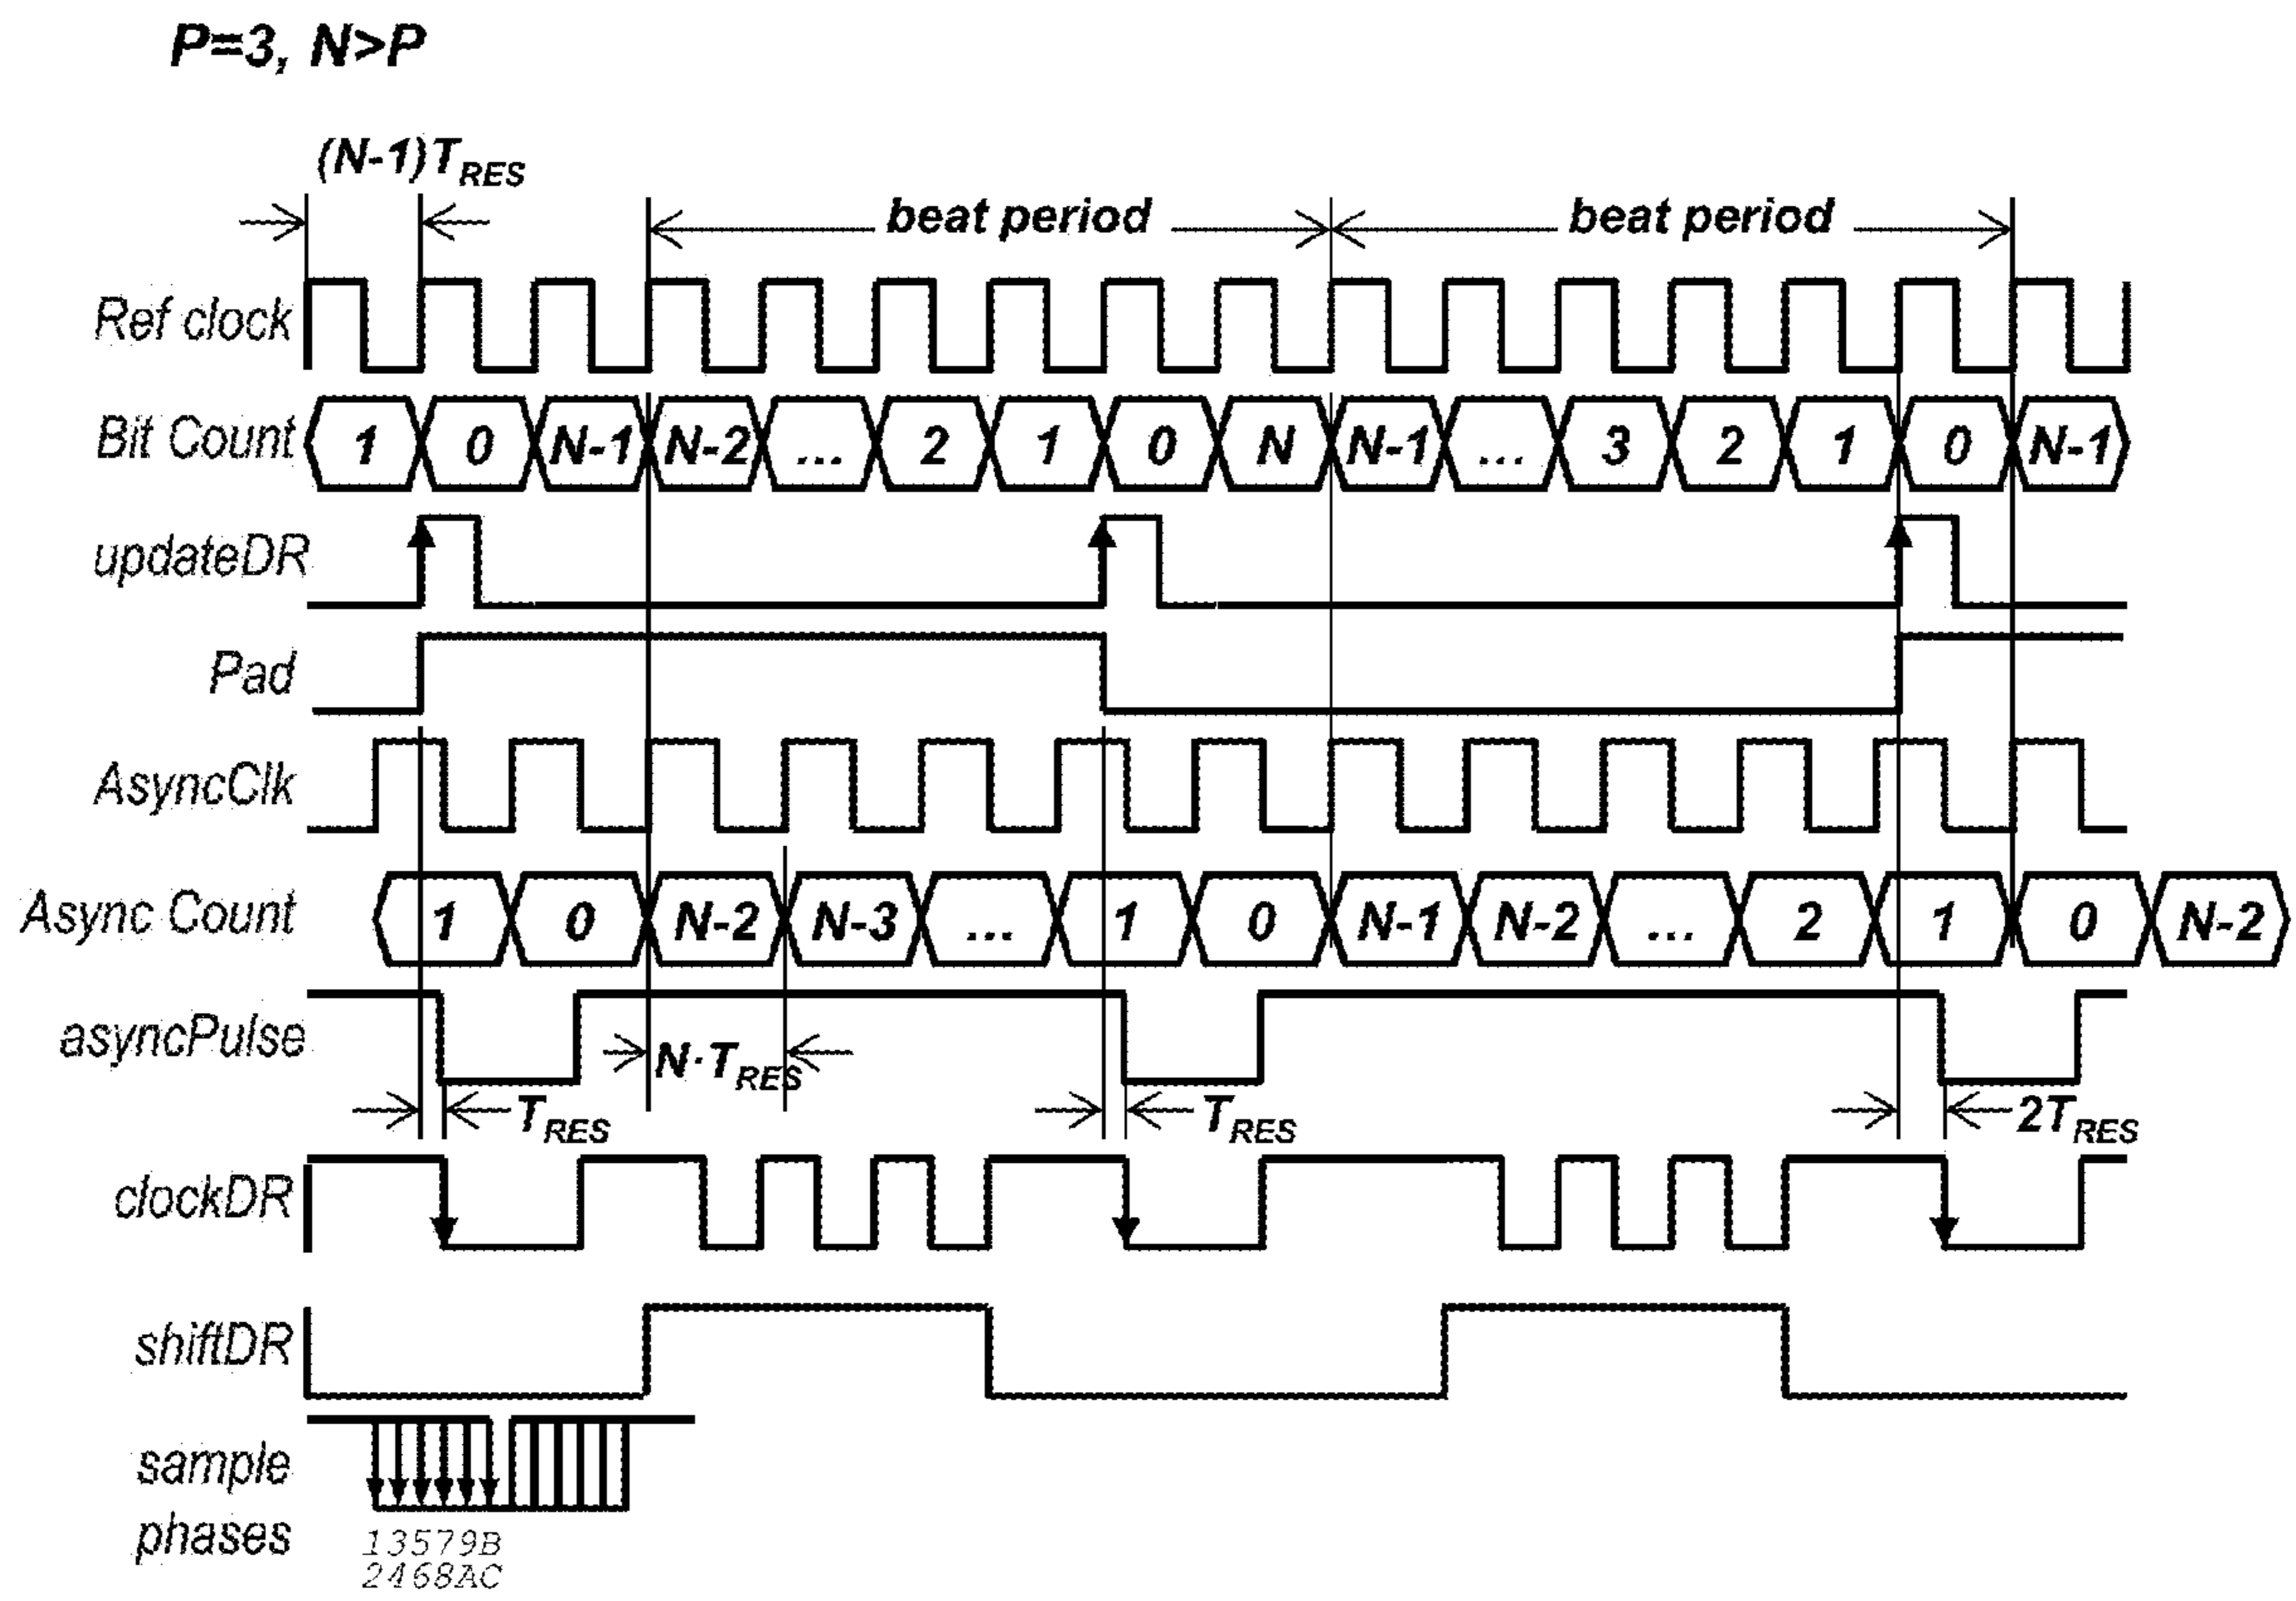 P=3, N>P
(N-1)TRES
beat period beat period
Ref clock
Bit Count 1 0 N-1 N-2 ... 2 1 0 N N-1 ... 3 2 1 0 N-1
updateDR
Pad
AsyncClk
Async Count 1 0 N-2 N-3 ... 1 0 N-1 N-2 ... 2 1 0 N-2
asyncPulse
N·TRES
TRES TRES 2TRES
clockDR
shiftDR
sample
phases
13579B
2468AC